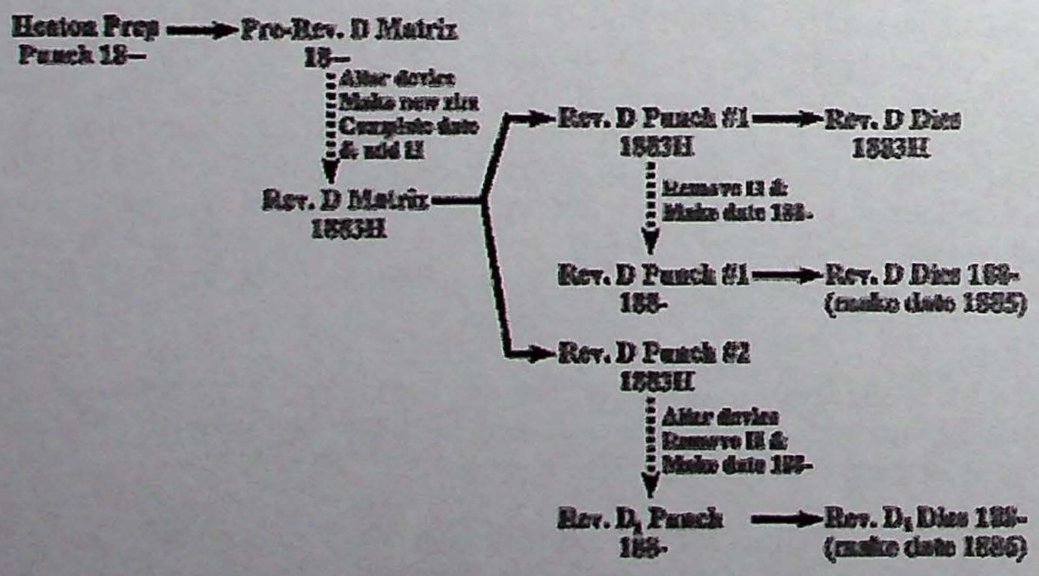 Heaton Prep
Punch 18–
Pre-Rev. D Matrix
18–
Alter device
Make new rim
Complete date
& add H
Rev. D Matrix
1883H
Rev. D Punch #1
1883H
Rev. D Dies
1883H
Remove H &
Make date 188-
Rev. D Punch #1
188-
Rev. D Dies 188-
(make date 1885)
Rev. D Punch #2
1883H
Alter device
Remove H &
Make date 188-
Rev. D₁ Punch
188-
Rev. D₁ Dies 188-
(make date 1886)